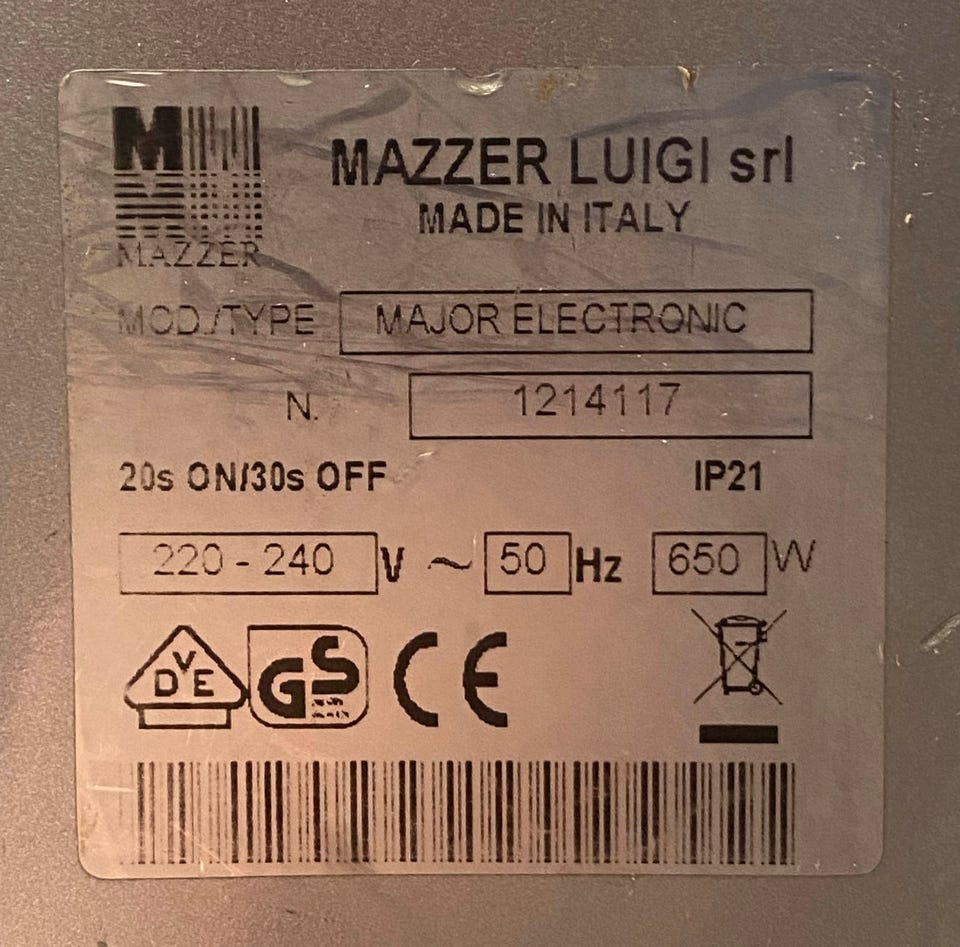 M
MAZZER
MAZZER LUIGI srl
MADE IN ITALY
MOD./TYPE MAJOR ELECTRONIC
N. 1214117
20s ON/30s OFF IP21
220 - 240 V ~ 50 Hz 650 W
DVE GS CE